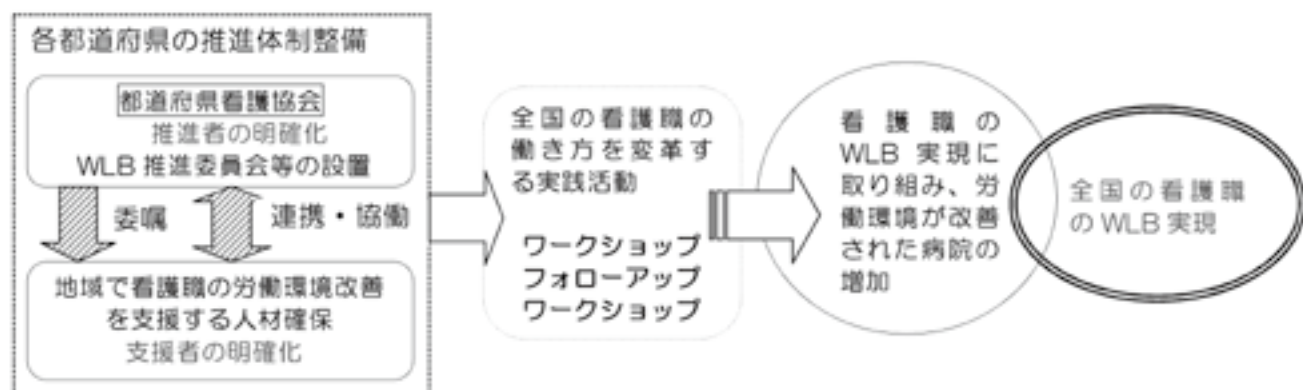 各都道府県の推進体制整備
都道府県看護協会
推進者の明確化
WLB 推進委員会等の設置
委嘱
連携・協働
地域で看護職の労働環境改善
を支援する人材確保
支援者の明確化
全国の看護職の
働き方を変革す
る実践活動
ワークショップ
フォローアップ
ワークショップ
看護職の
WLB 実現に
取り組み、労
働環境が改善
された病院の
増加
全国の看護職
の WLB 実現